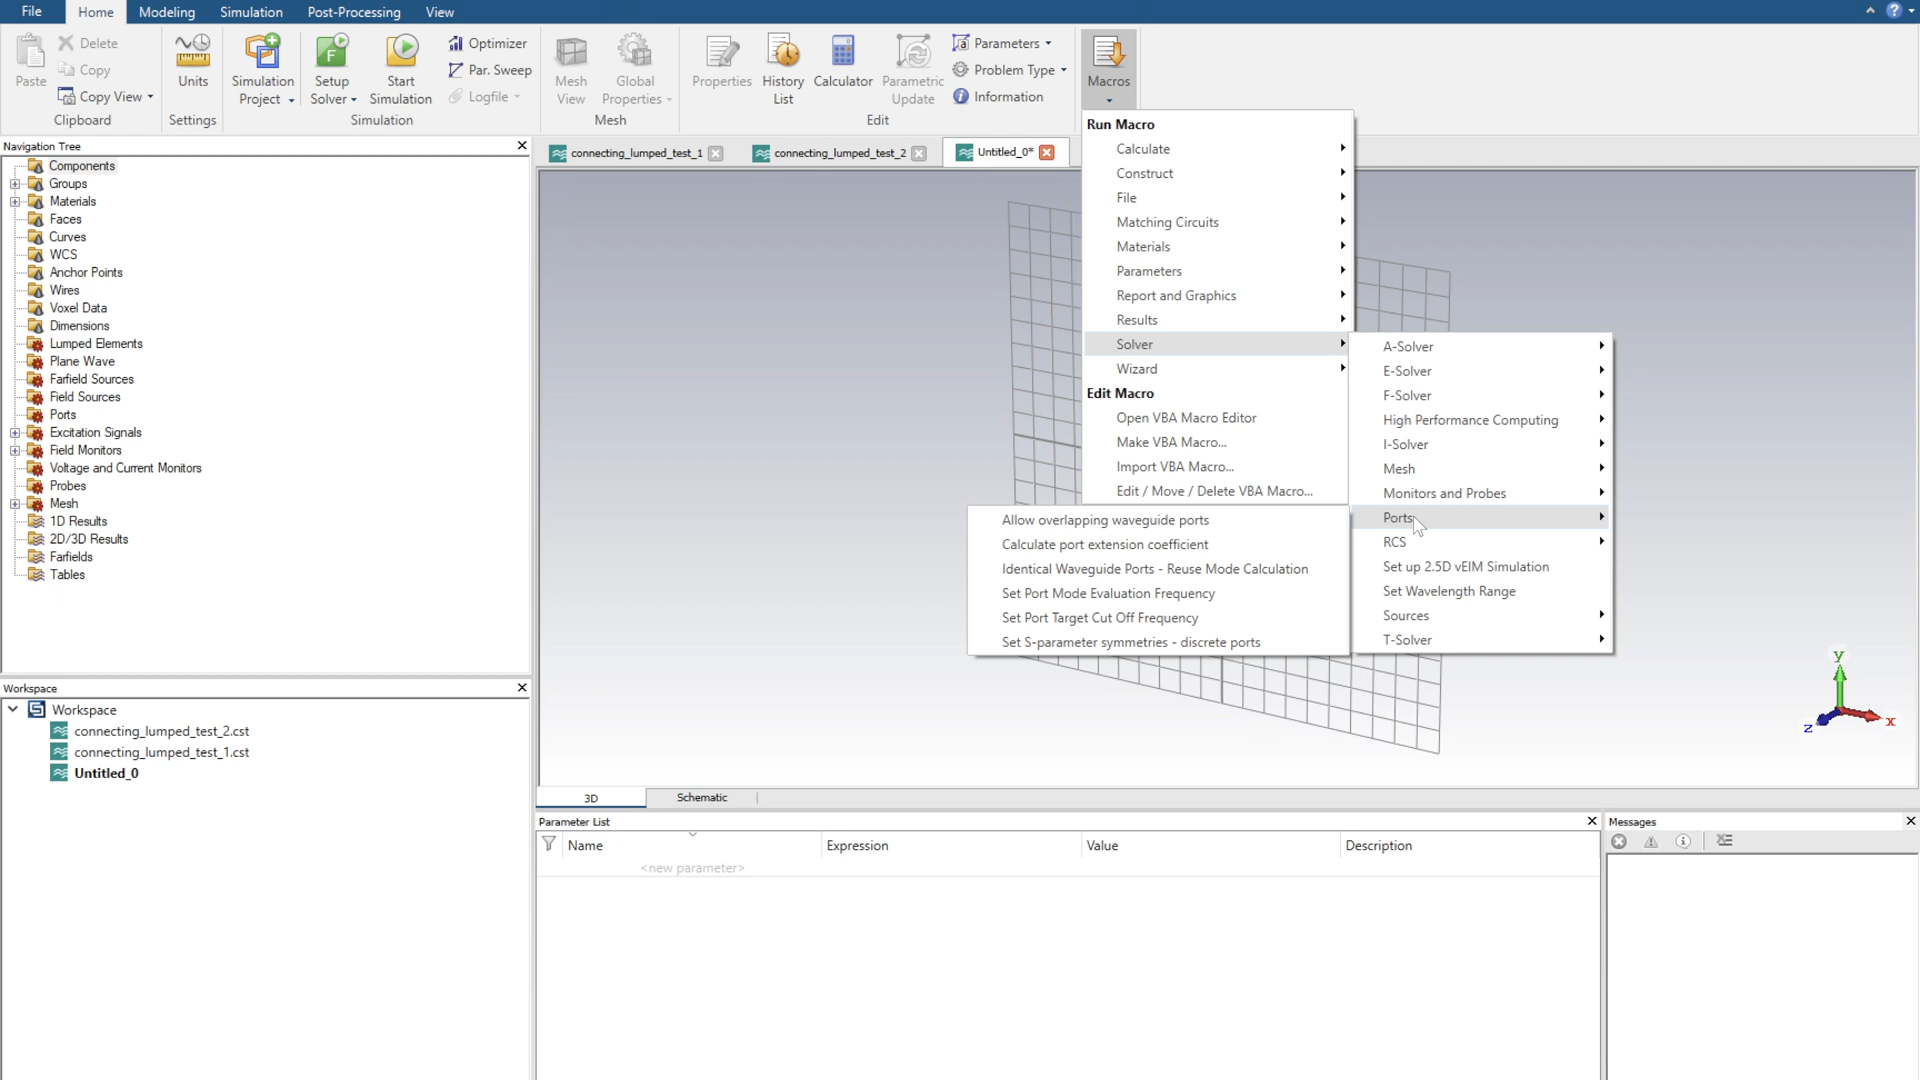 File Home Modeling Simulation Post-Processing View
Paste
Delete
Copy
Copy View
Clipboard
Units
Settings
Simulation
Project
Setup
Solver
Start
Simulation
Optimizer
Par. Sweep
Logfile
Simulation
Mesh
View
Global
Properties
Mesh
Properties
History
List
Calculator
Parametric
Update
Parameters
Problem Type
Information
Edit
Macros
Navigation Tree
Components
Groups
Materials
Faces
Curves
WCS
Anchor Points
Wires
Voxel Data
Dimensions
Lumped Elements
Plane Wave
Farfield Sources
Field Sources
Ports
Excitation Signals
Field Monitors
Voltage and Current Monitors
Probes
Mesh
1D Results
2D/3D Results
Farfields
Tables
Workspace
Workspace
connecting_lumped_test_2.cst
connecting_lumped_test_1.cst
Untitled_0
connecting_lumped_test_1 connecting_lumped_test_2 Untitled_0*
Run Macro
Calculate
Construct
File
Matching Circuits
Materials
Parameters
Report and Graphics
Results
Solver
Wizard
Edit Macro
Open VBA Macro Editor
Make VBA Macro...
Import VBA Macro...
Edit / Move / Delete VBA Macro...
A-Solver
E-Solver
F-Solver
High Performance Computing
I-Solver
Mesh
Monitors and Probes
Ports
RCS
Set up 2.5D vEIM Simulation
Set Wavelength Range
Sources
T-Solver
Allow overlapping waveguide ports
Calculate port extension coefficient
Identical Waveguide Ports - Reuse Mode Calculation
Set Port Mode Evaluation Frequency
Set Port Target Cut Off Frequency
Set S-parameter symmetries - discrete ports
y
x
z
3D Schematic
Parameter List
Name Expression Value Description
<new parameter>
Messages